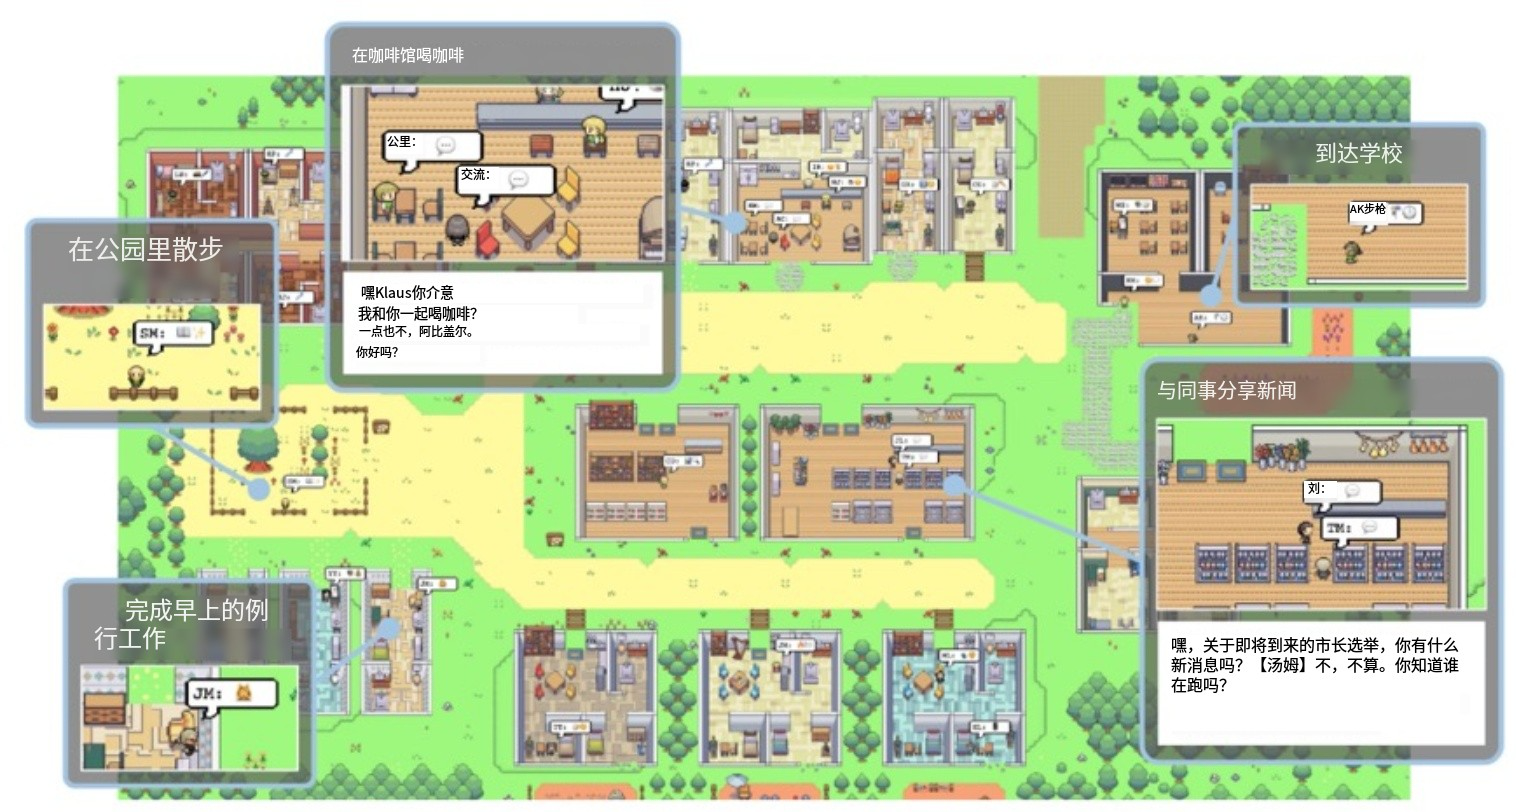 在咖啡馆喝咖啡
公里:
交流:
嘿Klaus你介意
我和你一起喝咖啡?
一点也不,阿比盖尔。
你好吗?
到达学校
AK步枪
在公园里散步
SM:
与同事分享新闻
刘:
TM:
嘿,关于即将到来的市长选举,你有什么
新消息吗?【汤姆】不,不算。你知道谁
在跑吗?
完成早上的例
行工作
JM: